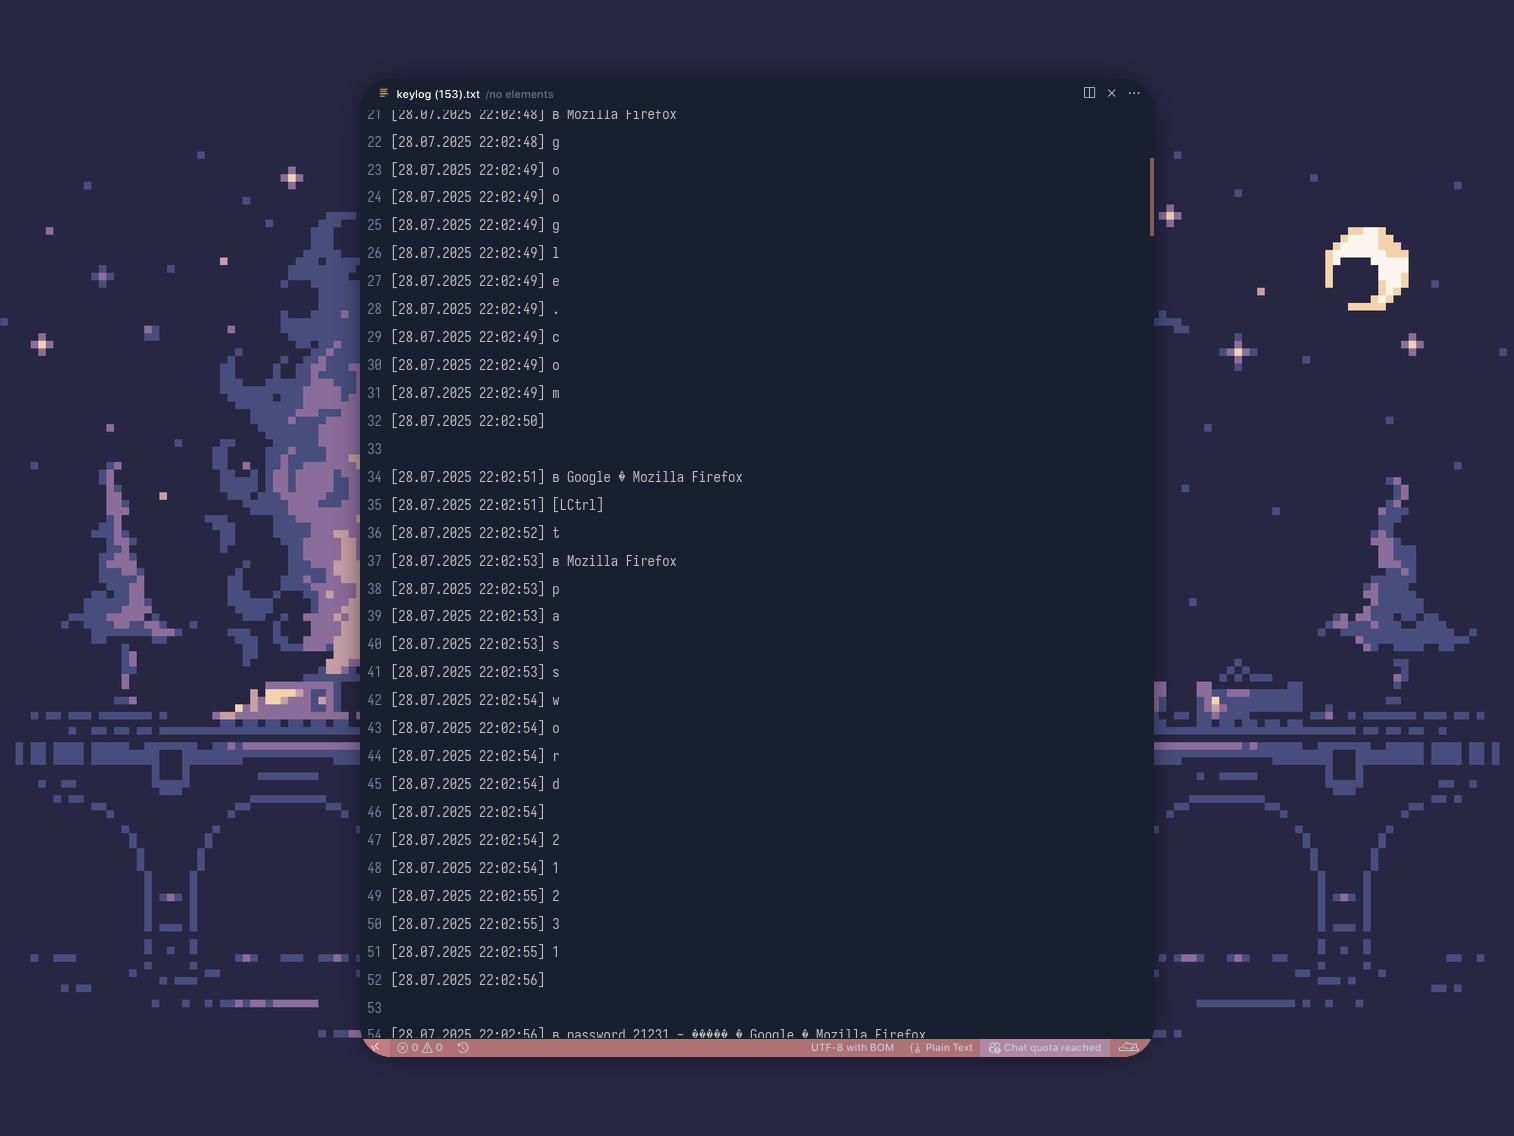 keylog (153).txt /no elements
21 [28.07.2025 22:02:48] в Mozilla Firefox
22 [28.07.2025 22:02:48] g
23 [28.07.2025 22:02:49] o
24 [28.07.2025 22:02:49] o
25 [28.07.2025 22:02:49] g
26 [28.07.2025 22:02:49] l
27 [28.07.2025 22:02:49] e
28 [28.07.2025 22:02:49] .
29 [28.07.2025 22:02:49] c
30 [28.07.2025 22:02:49] o
31 [28.07.2025 22:02:49] m
32 [28.07.2025 22:02:50]
33
34 [28.07.2025 22:02:51] в Google � Mozilla Firefox
35 [28.07.2025 22:02:51] [LCtrl]
36 [28.07.2025 22:02:52] t
37 [28.07.2025 22:02:53] в Mozilla Firefox
38 [28.07.2025 22:02:53] p
39 [28.07.2025 22:02:53] a
40 [28.07.2025 22:02:53] s
41 [28.07.2025 22:02:53] s
42 [28.07.2025 22:02:54] w
43 [28.07.2025 22:02:54] o
44 [28.07.2025 22:02:54] r
45 [28.07.2025 22:02:54] d
46 [28.07.2025 22:02:54]
47 [28.07.2025 22:02:54] 2
48 [28.07.2025 22:02:54] 1
49 [28.07.2025 22:02:55] 2
50 [28.07.2025 22:02:55] 3
51 [28.07.2025 22:02:55] 1
52 [28.07.2025 22:02:56]
53
54 [28.07.2025 22:02:56] в password 21231 – ����� � Google � Mozilla Firefox
0 0 UTF-8 with BOM Plain Text Chat quota reached